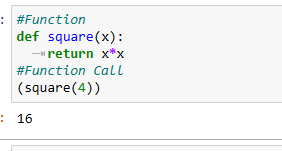 #Function
def square(x):
    return x*x
#Function Call
(square(4))
16